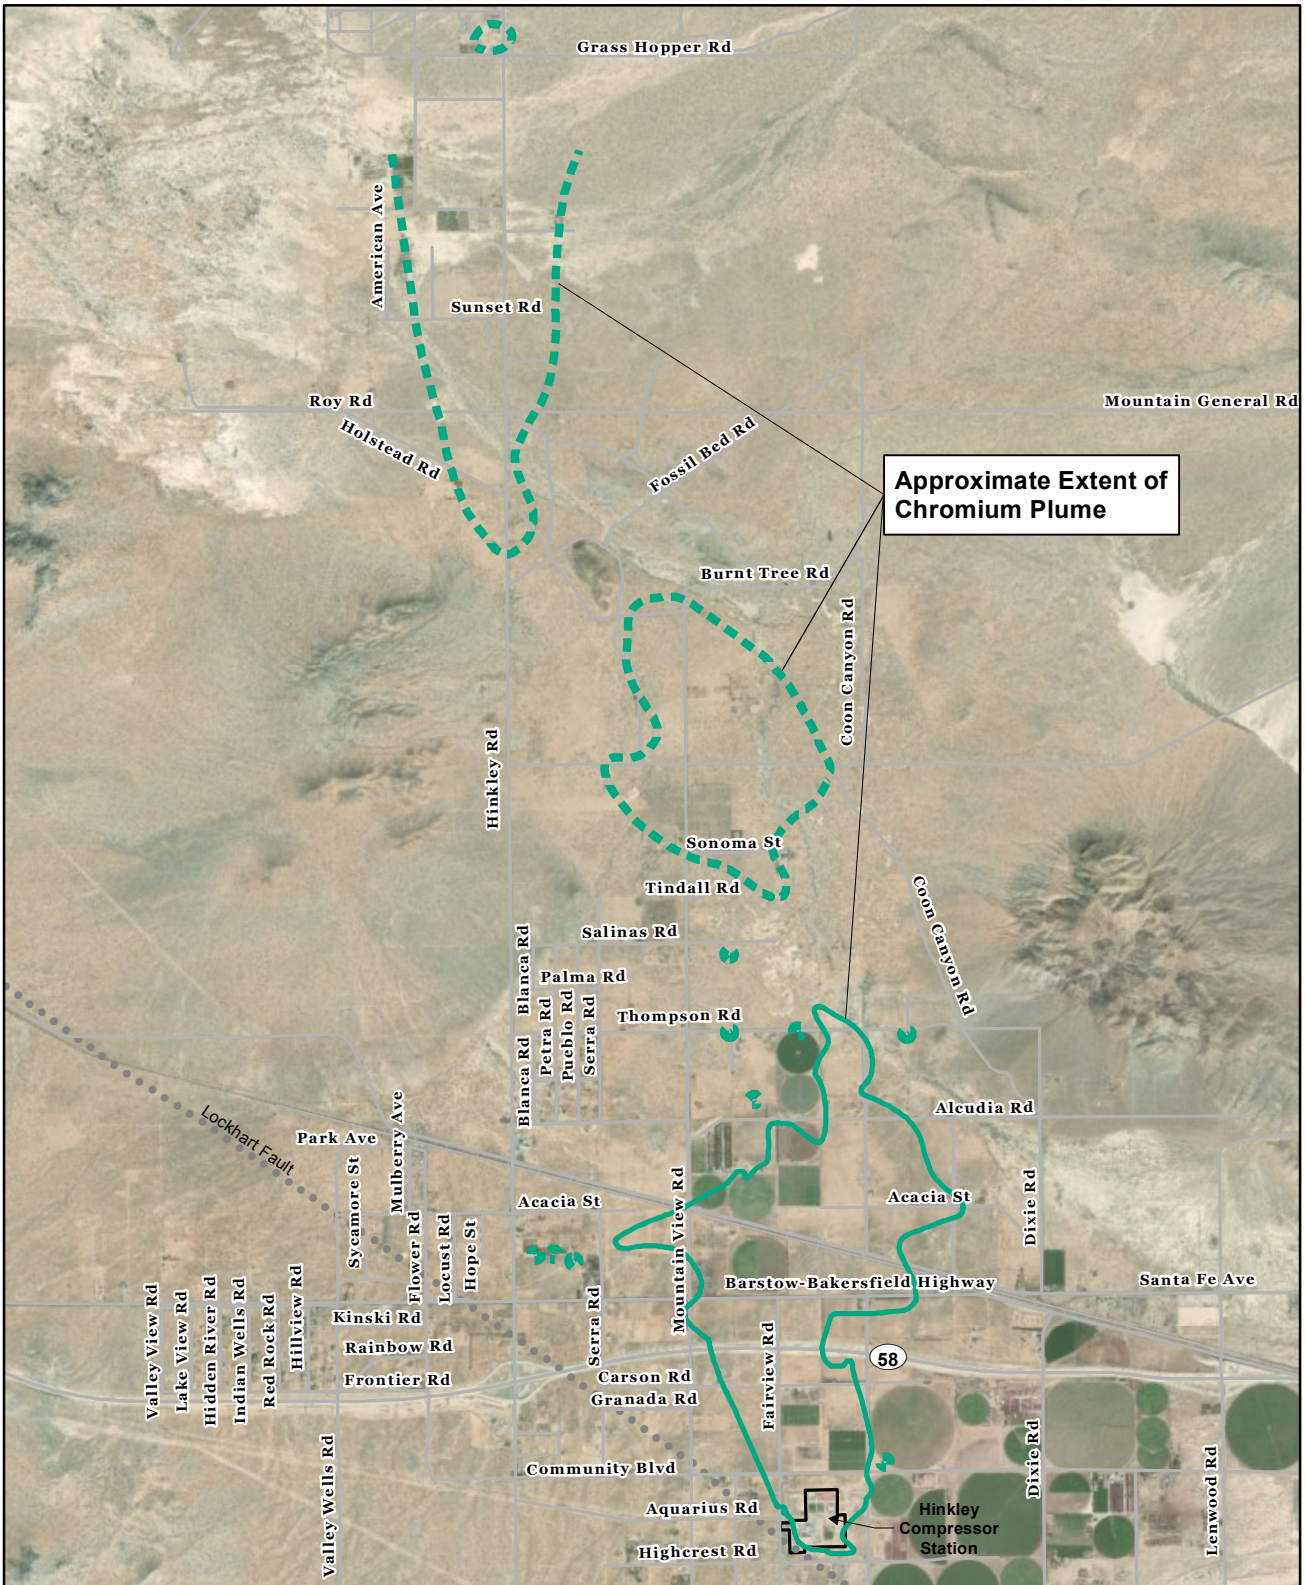 Grass Hopper Rd
American Ave
Sunset Rd
Roy Rd
Mountain General Rd
Holstead Rd
Fossil Bed Rd
Approximate Extent of
Chromium Plume
Burnt Tree Rd
Coon Canyon Rd
Hinkley Rd
Sonoma St
Tindall Rd
Coon Canyon Rd
Salinas Rd
Blanca Rd
Palma Rd
Petra Rd
Pueblo Rd
Serra Rd
Thompson Rd
Blanca Rd
Lockhart Fault
Park Ave
Mulberry Ave
Alcudia Rd
Sycamore St
Acacia St
Mountain View Rd
Acacia St
Dixie Rd
Flower Rd
Locust Rd
Hope St
Barstow-Bakersfield Highway
Santa Fe Ave
Valley View Rd
Lake View Rd
Hidden River Rd
Indian Wells Rd
Red Rock Rd
Hillview Rd
Kinski Rd
Serra Rd
Fairview Rd
Rainbow Rd
58
Frontier Rd
Carson Rd
Granada Rd
Valley Wells Rd
Community Blvd
Dixie Rd
Lenwood Rd
Aquarius Rd
Hinkley
Compressor
Station
Highcrest Rd